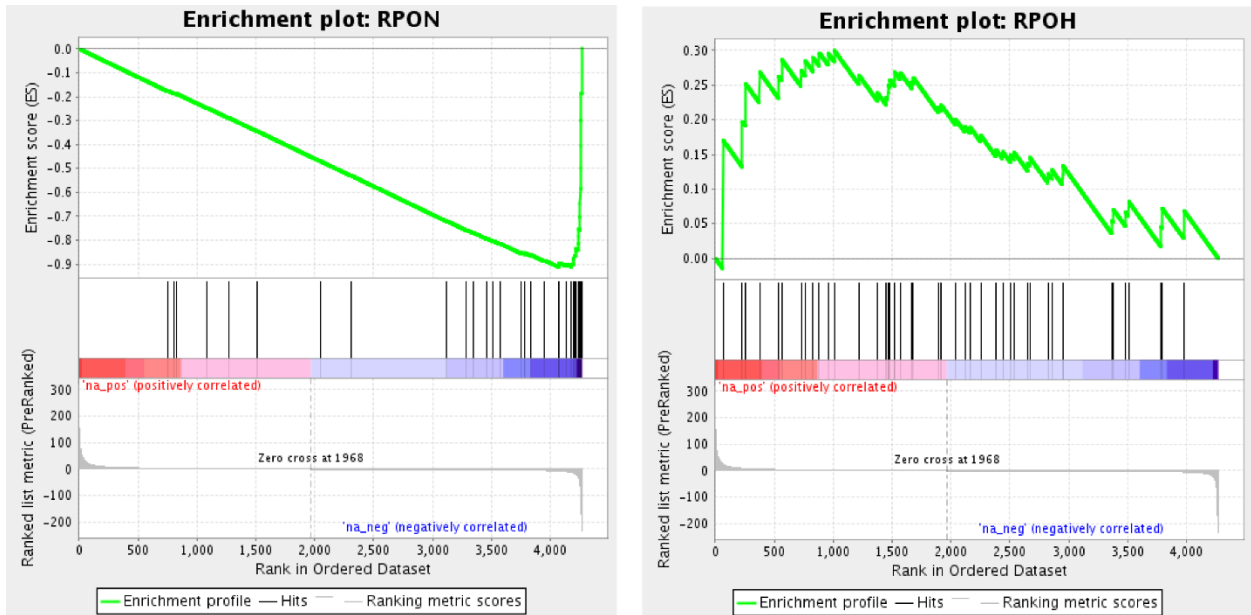 Enrichment plot: RPON
0.0
-0.1
-0.2
-0.3
-0.4
-0.5
-0.6
-0.7
-0.8
-0.9
Enrichment score (ES)
'na_pos' (positively correlated)
300
200
100
0
-100
-200
Ranked list metric (PreRanked)
Zero cross at 1968
'na_neg' (negatively correlated)
0 500 1,000 1,500 2,000 2,500 3,000 3,500 4,000
Rank in Ordered Dataset
Enrichment profile Hits Ranking metric scores
Enrichment plot: RPOH
0.30
0.25
0.20
0.15
0.10
0.05
0.00
Enrichment score (ES)
'na_pos' (positively correlated)
300
200
100
0
-100
-200
Ranked list metric (PreRanked)
Zero cross at 1968
'na_neg' (negatively correlated)
0 500 1,000 1,500 2,000 2,500 3,000 3,500 4,000
Rank in Ordered Dataset
Enrichment profile Hits Ranking metric scores